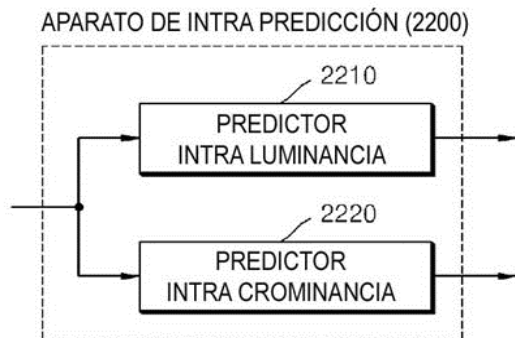 APARATO DE INTRA PREDICCIÓN (2200)
2210
PREDICTOR
INTRA LUMINANCIA
2220
PREDICTOR
INTRA CROMINANCIA